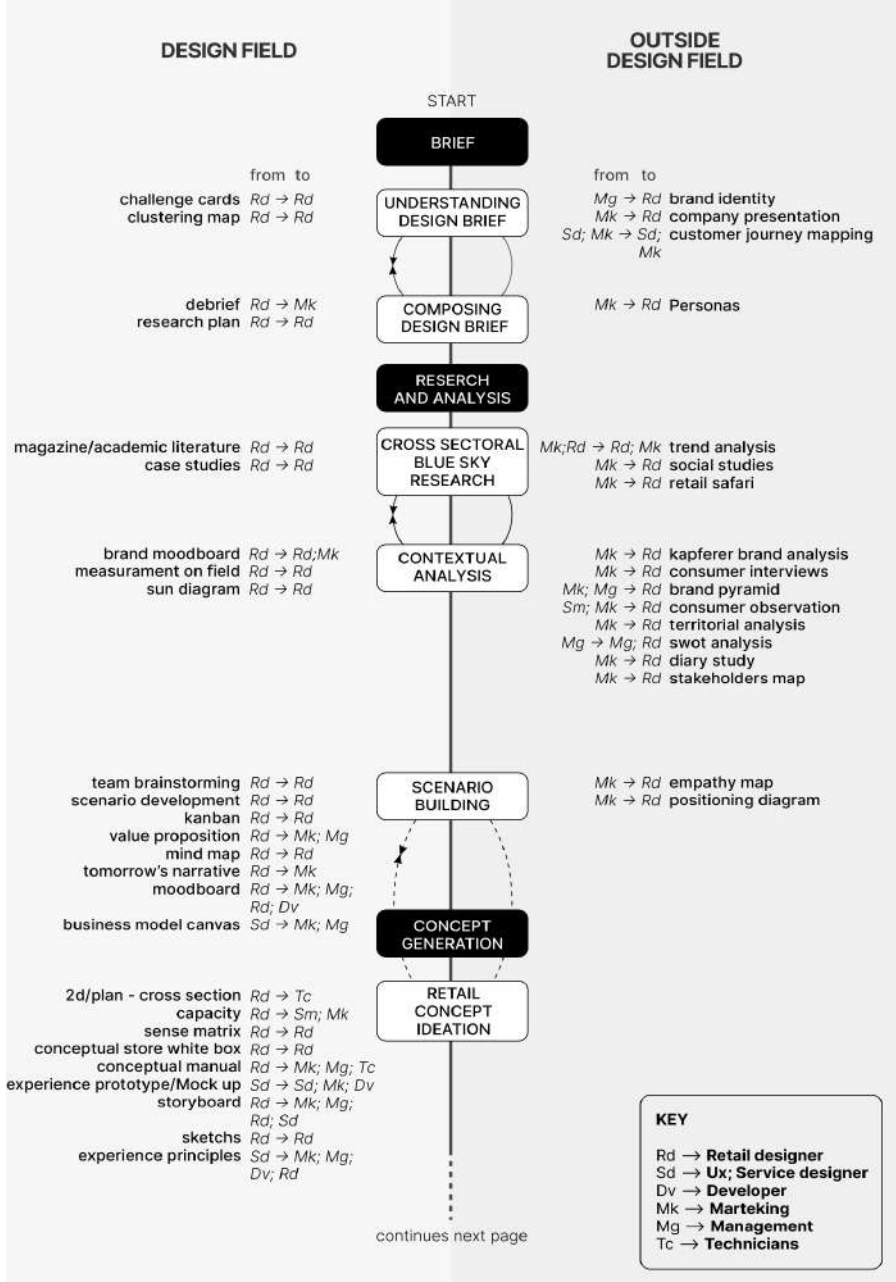 DESIGN FIELD
OUTSIDE
DESIGN FIELD
START
BRIEF
from to
from to
challenge cards Rd → Rd
clustering map Rd → Rd
UNDERSTANDING
DESIGN BRIEF
Mg → Rd brand identity
Mk → Rd company presentation
Sd; Mk → Sd; customer journey mapping
Mk
debrief Rd → Mk
research plan Rd → Rd
COMPOSING
DESIGN BRIEF
Mk → Rd Personas
RESERCH
AND ANALYSIS
magazine/academic literature Rd → Rd
case studies Rd → Rd
CROSS SECTORAL
BLUE SKY
RESEARCH
Mk;Rd → Rd; Mk trend analysis
Mk → Rd social studies
Mk → Rd retail safari
brand moodboard Rd → Rd;Mk
measurament on field Rd → Rd
sun diagram Rd → Rd
CONTEXTUAL
ANALYSIS
Mk → Rd kapferer brand analysis
Mk → Rd consumer interviews
Mk; Mg → Rd brand pyramid
Sm; Mk → Rd consumer observation
Mk → Rd territorial analysis
Mg → Mg; Rd swot analysis
Mk → Rd diary study
Mk → Rd stakeholders map
team brainstorming Rd → Rd
scenario development Rd → Rd
kanban Rd → Rd
value proposition Rd → Mk; Mg
mind map Rd → Rd
tomorrow's narrative Rd → Mk
moodboard Rd → Mk; Mg;
Rd; Dv
business model canvas Sd → Mk; Mg
SCENARIO
BUILDING
Mk → Rd empathy map
Mk → Rd positioning diagram
CONCEPT
GENERATION
2d/plan - cross section Rd → Tc
capacity Rd → Sm; Mk
sense matrix Rd → Rd
conceptual store white box Rd → Rd
conceptual manual Rd → Mk; Mg; Tc
experience prototype/Mock up Sd → Sd; Mk; Dv
storyboard Rd → Mk; Mg;
Rd; Sd
sketchs Rd → Rd
experience principles Sd → Mk; Mg;
Dv; Rd
RETAIL
CONCEPT
IDEATION
continues next page
KEY
Rd → Retail designer
Sd → Ux; Service designer
Dv → Developer
Mk → Marteking
Mg → Management
Tc → Technicians